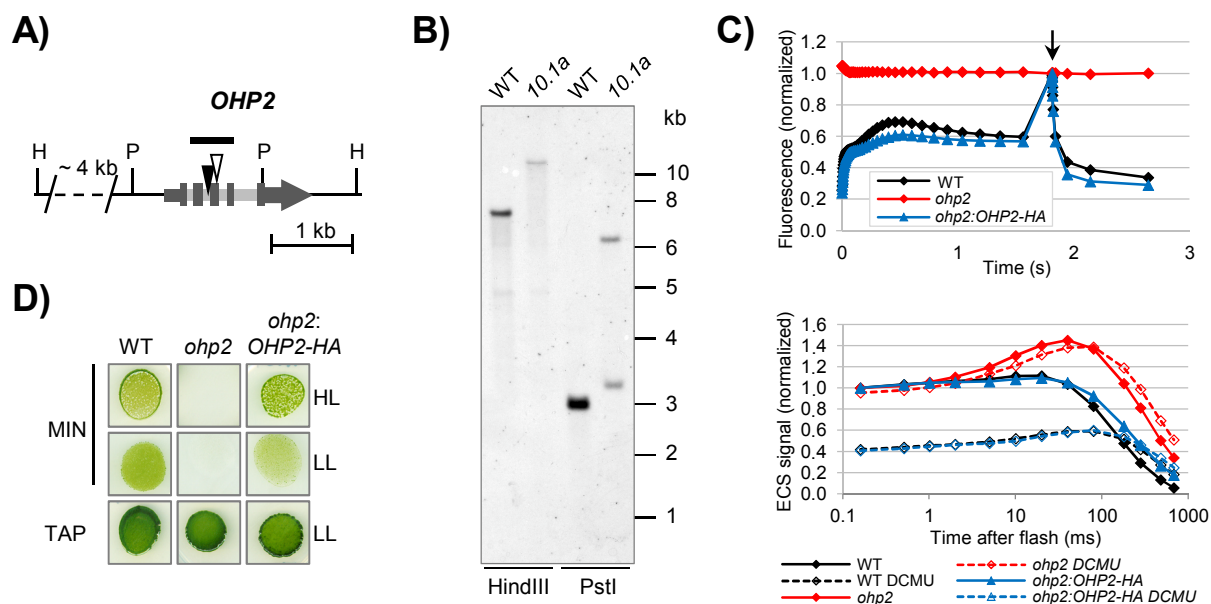 A)
OHP2
H
~ 4 kb
P
P
H
1 kb
B)
WT
10.1a
WT
10.1a
kb
10
8
6
5
4
3
2
1
HindIII
PstI
C)
Fluorescence (normalized)
1.2
1.0
0.8
0.6
0.4
0.2
0.0
WT
ohp2
ohp2:OHP2-HA
0
1
2
3
Time (s)
ECS signal (normalized)
1.6
1.4
1.2
1.0
0.8
0.6
0.4
0.2
0.0
0.1
1
10
100
1000
Time after flash (ms)
WT
WT DCMU
ohp2
ohp2 DCMU
ohp2:OHP2-HA
ohp2:OHP2-HA DCMU
D)
WT
ohp2
ohp2:
OHP2-HA
MIN
HL
LL
TAP
LL